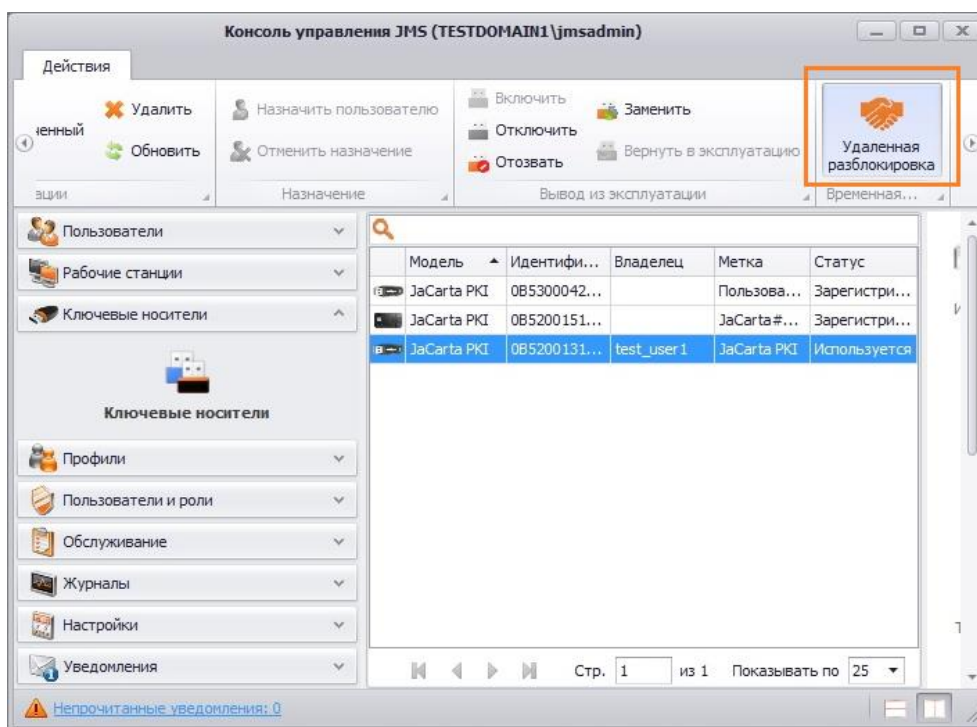 Консоль управления JMS (TESTDOMAIN1\jmsadmin)
Действия
Удалить
Обновить
Назначить пользователю
Отменить назначение
Назначение
Включить
Отключить
Отозвать
Заменить
Вернуть в эксплуатацию
Вывод из эксплуатации
Удаленная
разблокировка
Временная...
Пользователи
Рабочие станции
Ключевые носители
Ключевые носители
Профили
Пользователи и роли
Обслуживание
Журналы
Настройки
Уведомления
Модель Идентифи... Владелец Метка Статус
JaCarta PKI 0B5300042... Пользова... Зарегистри...
JaCarta PKI 0B5200151... JaCarta#... Зарегистри...
JaCarta PKI 0B5200131... test_user1 JaCarta PKI Используется
Стр. 1 из 1 Показывать по 25
Непрочитанные уведомления: 0